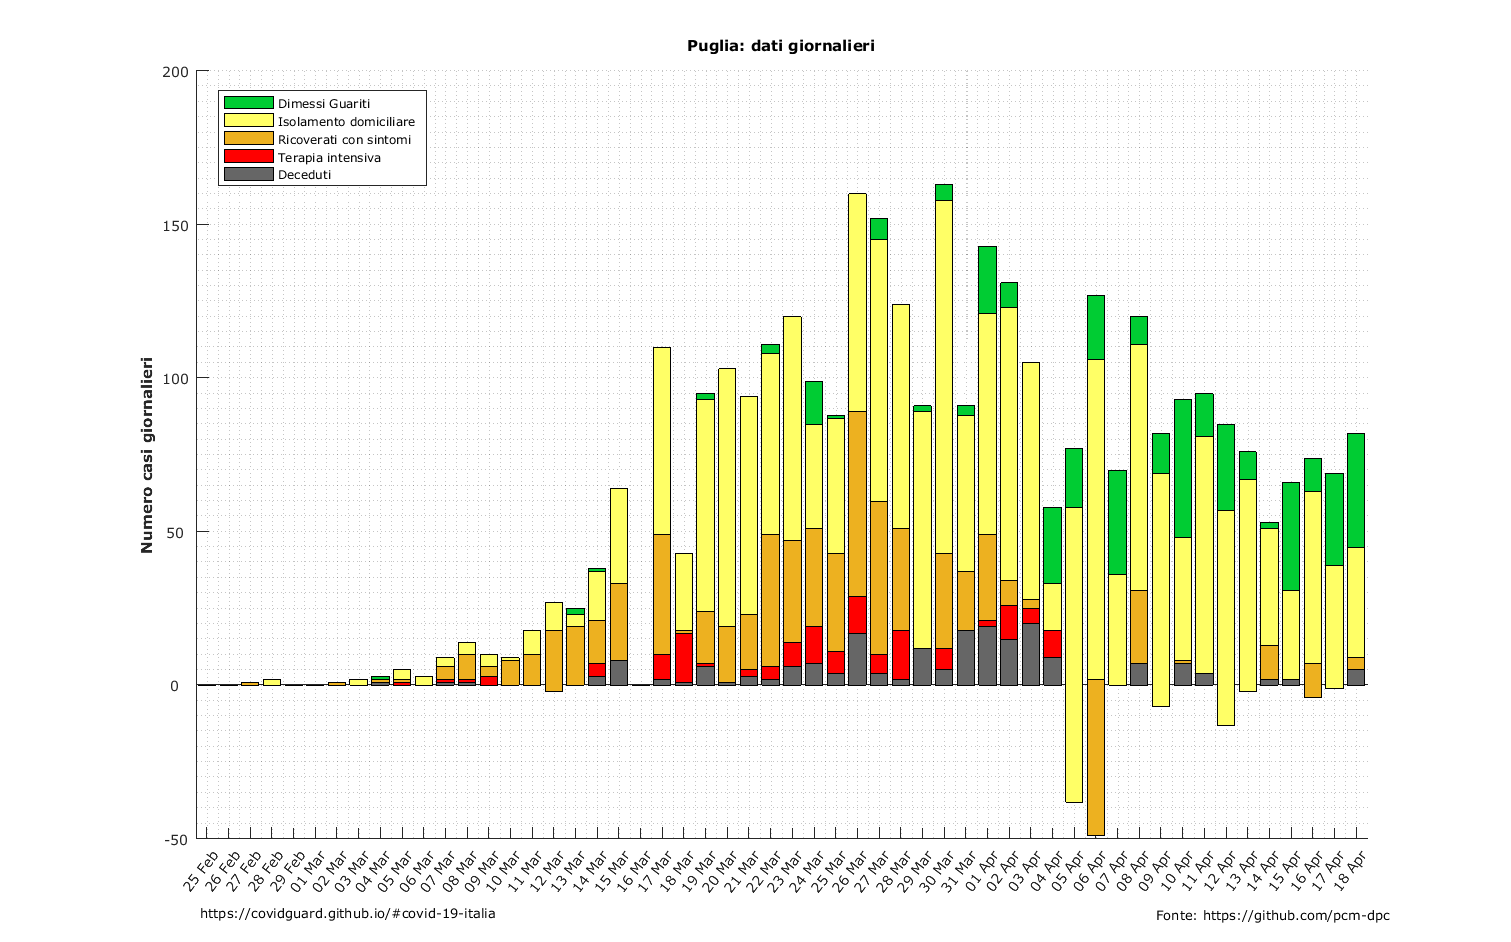 Puglia: dati giornalieri
Dimessi Guariti
Isolamento domiciliare
Ricoverati con sintomi
Terapia intensiva
Deceduti
Numero casi giornalieri
200
150
100
50
0
-50
25 Feb
26 Feb
27 Feb
28 Feb
29 Feb
01 Mar
02 Mar
03 Mar
04 Mar
05 Mar
06 Mar
07 Mar
08 Mar
09 Mar
10 Mar
11 Mar
12 Mar
13 Mar
14 Mar
15 Mar
16 Mar
17 Mar
18 Mar
19 Mar
20 Mar
21 Mar
22 Mar
23 Mar
24 Mar
25 Mar
26 Mar
27 Mar
28 Mar
29 Mar
30 Mar
31 Mar
01 Apr
02 Apr
03 Apr
04 Apr
05 Apr
06 Apr
07 Apr
08 Apr
09 Apr
10 Apr
11 Apr
12 Apr
13 Apr
14 Apr
15 Apr
16 Apr
17 Apr
18 Apr
https://covidguard.github.io/#covid-19-italia
Fonte: https://github.com/pcm-dpc